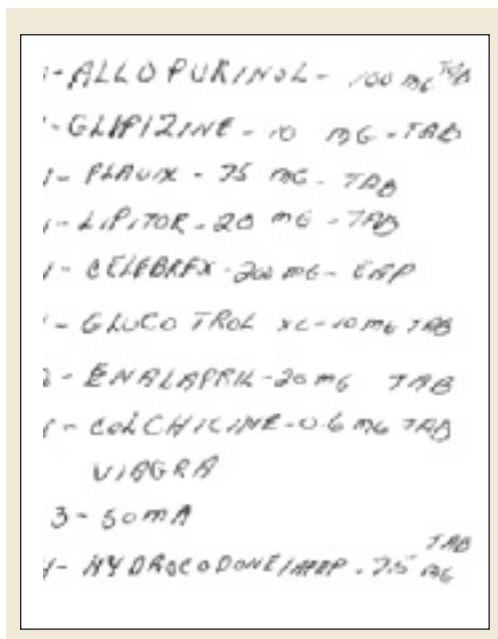 1-ALLOPURINOL- 100 mG TAB
1-GLIPIZINE-10 MG-TAB
1- PLAVIX - 75 MG- TAB
1-LIPITOR-20 MG -TAB
1- CELEBREX-200 MG- CAP
1-GLUCOTROL XL-10 MG TAB
2-ENALAPRIL-20 MG TAB
1-COLCHICINE-0.6 MG TAB
VIAGRA
3-SOMA
HYDROCODONE/APAP-7.5 MG TAB